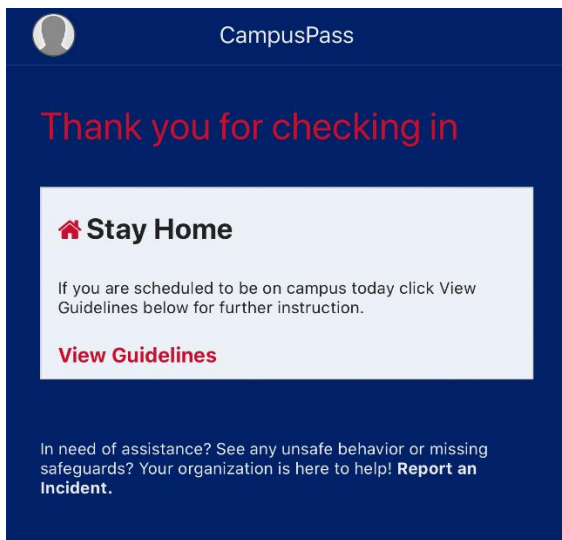 CampusPass
Thank you for checking in
Stay Home
If you are scheduled to be on campus today click View
Guidelines below for further instruction.
View Guidelines
In need of assistance? See any unsafe behavior or missing
safeguards? Your organization is here to help! Report an
Incident.